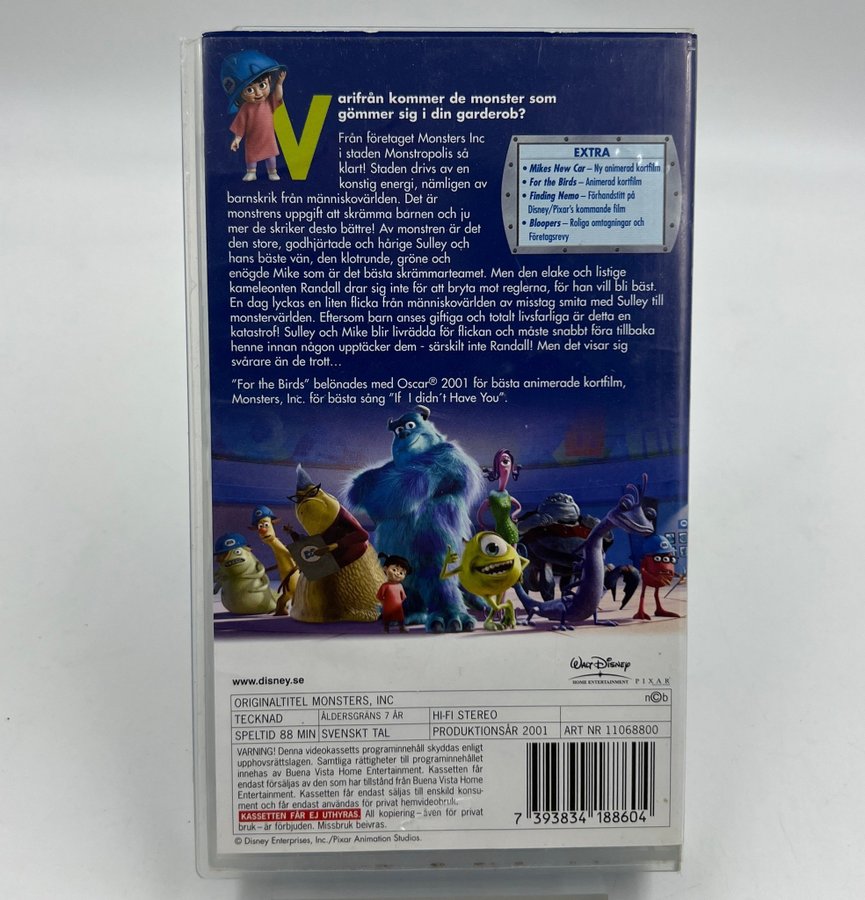 Varifrån kommer de monster som
gömmer sig i din garderob?
Från företaget Monsters Inc
i staden Monstropolis så
klart! Staden drivs av en
konstig energi, nämligen av
barnskrik från människovärlden. Det är
monstrens uppgift att skrämma barnen och ju
mer de skriker desto bättre! Av monstren är det
den store, godhjärtade och hårige Sulley och
hans bäste vän, den klotrunde, gröne och
enögde Mike som är det bästa skrämmarteamet. Men den elake och listige
kameleonten Randall drar sig inte för att bryta mot reglerna, för han vill bli bäst.
En dag lyckas en liten flicka från människovärlden av misstag smita med Sulley till
monstervärlden. Eftersom barn anses giftiga och totalt livsfarliga är detta en
katastrof! Sulley och Mike blir livrädda för flickan och måste snabbt föra tillbaka
henne innan någon upptäcker dem - särskilt inte Randall! Men det visar sig
svårare än de trott...
"For the Birds" belönades med Oscar® 2001 för bästa animerade kortfilm,
Monsters, Inc. för bästa sång "If I didn´t Have You".
EXTRA
• Mikes New Car – Ny animerad kortfilm
• For the Birds – Animerad kortfilm
• Finding Nemo – Förhandstitt på
Disney/Pixar's kommande film
• Bloopers – Roliga omtagningar och
Företagsrevy
www.disney.se
WALT DISNEY
HOME ENTERTAINMENT
PIXAR
ORIGINALTITEL MONSTERS, INC
n©b
TECKNAD ÅLDERSGRÄNS 7 ÅR HI-FI STEREO
SPELTID 88 MIN SVENSKT TAL PRODUKTIONSÅR 2001 ART NR 11068800
VARNING! Denna videokassetts programinnehåll skyddas enligt
upphovsrättslagen. Samtliga rättigheter till programinnehållet
innehas av Buena Vista Home Entertainment. Kassetten får
endast försäljas av den som har tillstånd från Buena Vista Home
Entertainment. Kassetten får endast säljas till enskild konsu-
ment och får endast användas för privat hemvideobruk.
KASSETTEN FÅR EJ UTHYRAS. All kopiering – även för privat
bruk – är förbjuden. Missbruk beivras.
© Disney Enterprises, Inc./Pixar Animation Studios.
7 393834 188604